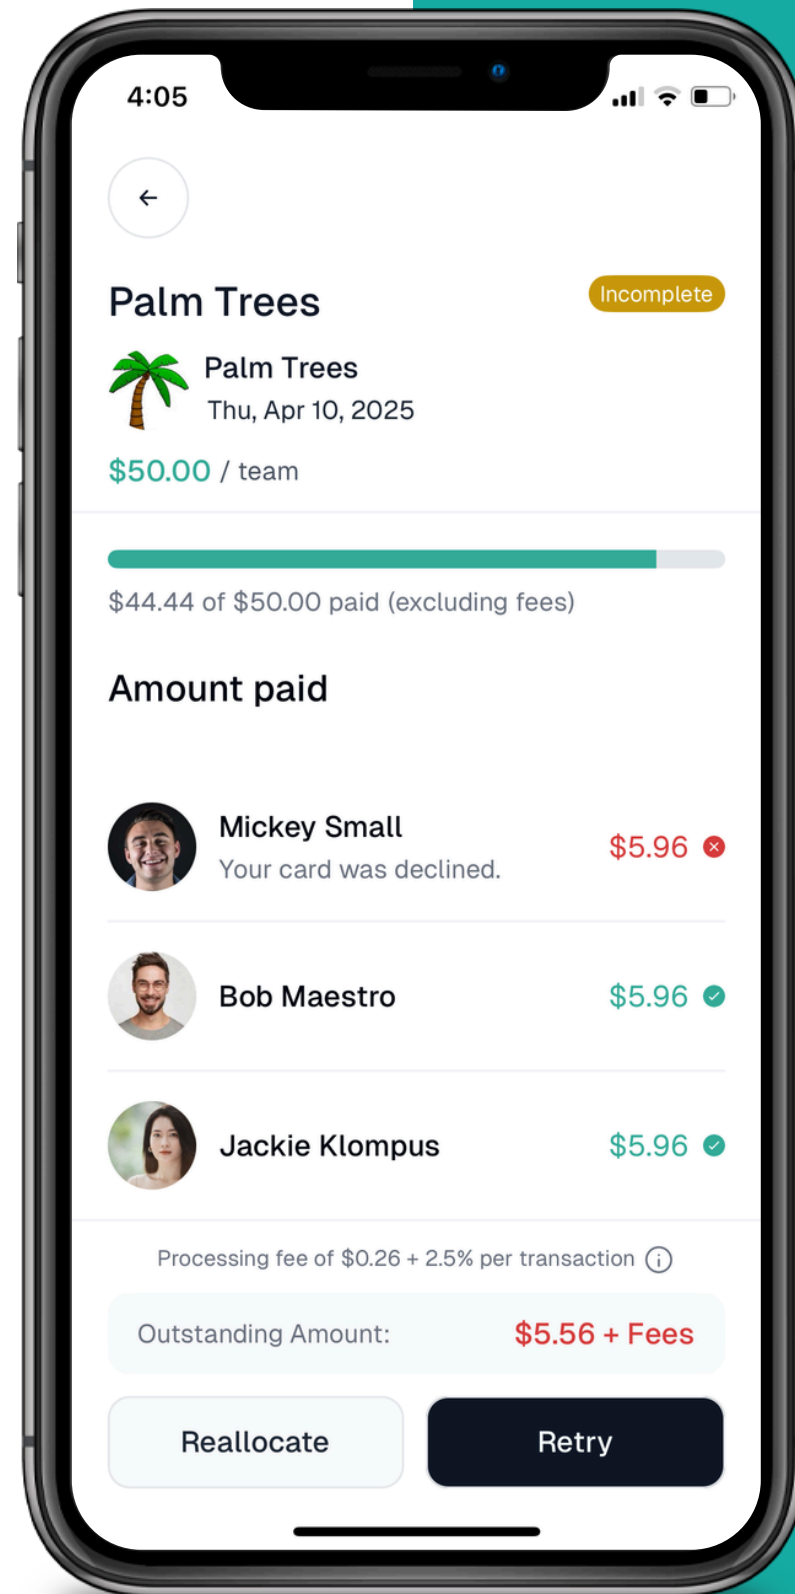 4:05
Palm Trees
Incomplete
Palm Trees
Thu, Apr 10, 2025
$50.00 / team
$44.44 of $50.00 paid (excluding fees)
Amount paid
Mickey Small
$5.96
Your card was declined.
Bob Maestro
$5.96
Jackie Klompus
$5.96
Processing fee of $0.26 + 2.5% per transaction
Outstanding Amount:
$5.56 + Fees
Reallocate
Retry